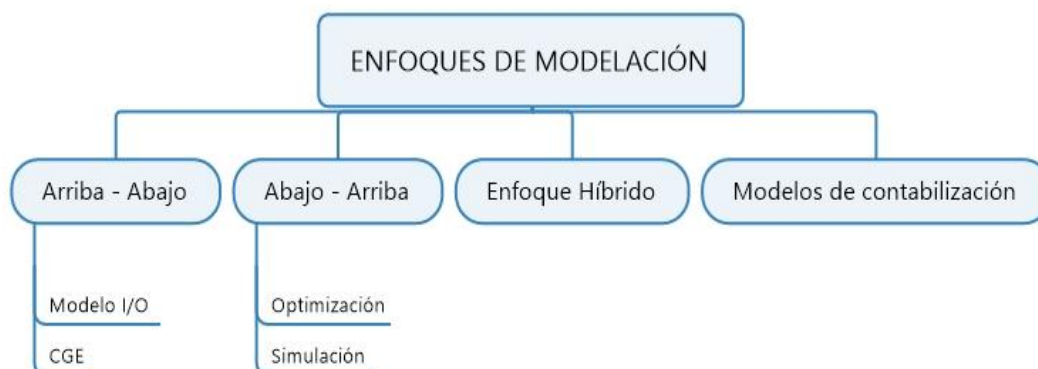 ENFOQUES DE MODELACIÓN
Arriba - Abajo
Abajo - Arriba
Enfoque Híbrido
Modelos de contabilización
Modelo I/O
Optimización
CGE
Simulación